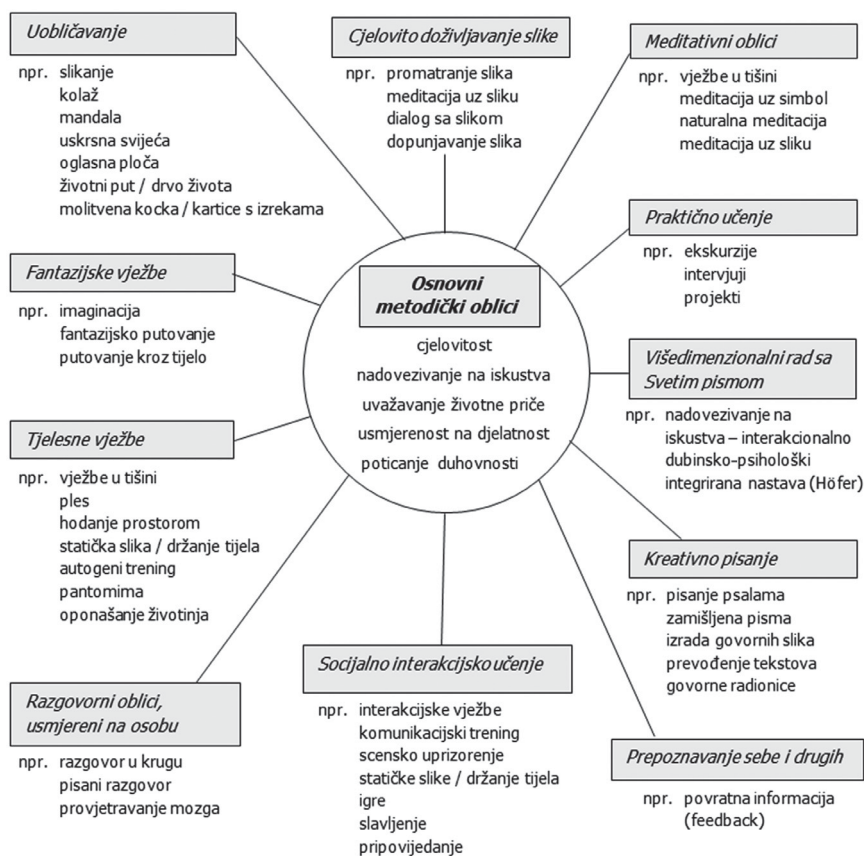 Uobličavanje
npr. slikanje
kolaž
mandala
uskrsna svijeća
oglasna ploča
životni put / drvo života
molitvena kocka / kartice s izrekama
Cjelovito doživljavanje slike
npr. promatranje slika
meditacija uz sliku
dialog sa slikom
dopunjavanje slika
Meditativni oblici
npr. vježbe u tišini
meditacija uz simbol
naturalna meditacija
meditacija uz sliku
Fantazijske vježbe
npr. imaginacija
fantazijsko putovanje
putovanje kroz tijelo
Osnovni
metodički oblici
cjelovitost
nadovezivanje na iskustva
uvažavanje životne priče
usmjerenost na djelatnost
poticanje duhovnosti
Praktično učenje
npr. ekskurzije
intervjuji
projekti
Višedimenzionalni rad sa
Svetim pismom
npr. nadovezivanje na
iskustva – interakcionalno
dubinsko-psihološki
integrirana nastava (Höfer)
Tjelesne vježbe
npr. vježbe u tišini
ples
hodanje prostorom
statička slika / držanje tijela
autogeni trening
pantomima
oponašanje životinja
Kreativno pisanje
npr. pisanje psalama
zamišljena pisma
izrada govornih slika
prevođenje tekstova
govorne radionice
Razgovorni oblici,
usmjereni na osobu
npr. razgovor u krugu
pisani razgovor
provjetravanje mozga
Socijalno interakcijsko učenje
npr. interakcijske vježbe
komunikacijski trening
scensko uprizorenje
statičke slike / držanje tijela
igre
slavljenje
pripovijedanje
Prepoznavanje sebe i drugih
npr. povratna informacija
(feedback)